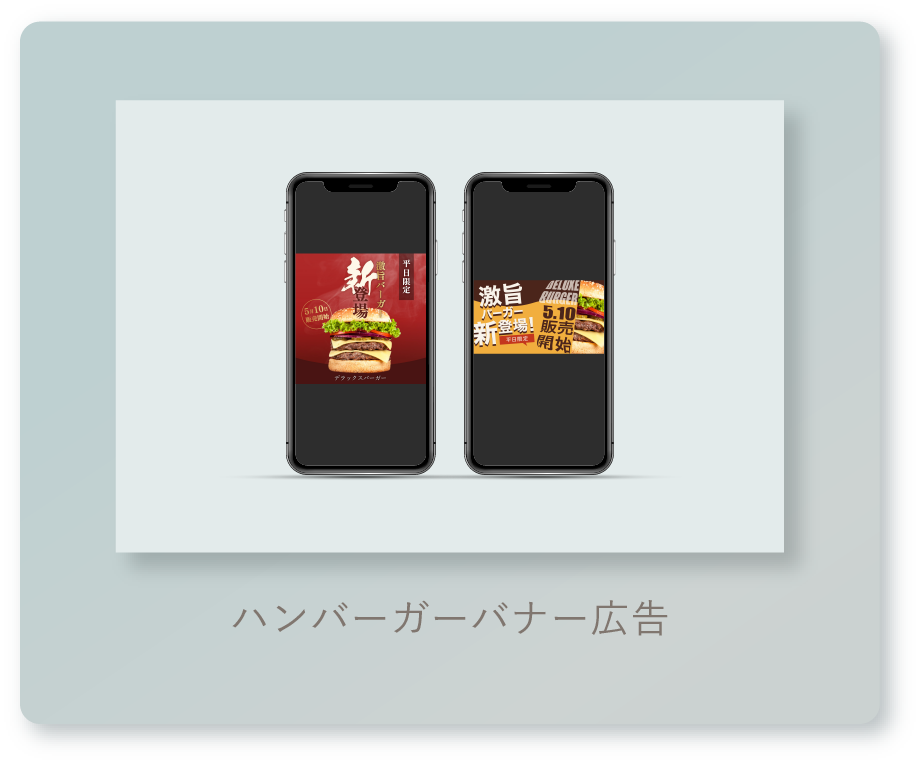 平日限定
激旨バーガー
新登場
5月10日
販売開始
デラックスバーガー
DELUXE
BURGER
激旨
バーガー
新登場!
平日限定
5.10
販売
開始
ハンバーガーバナー広告